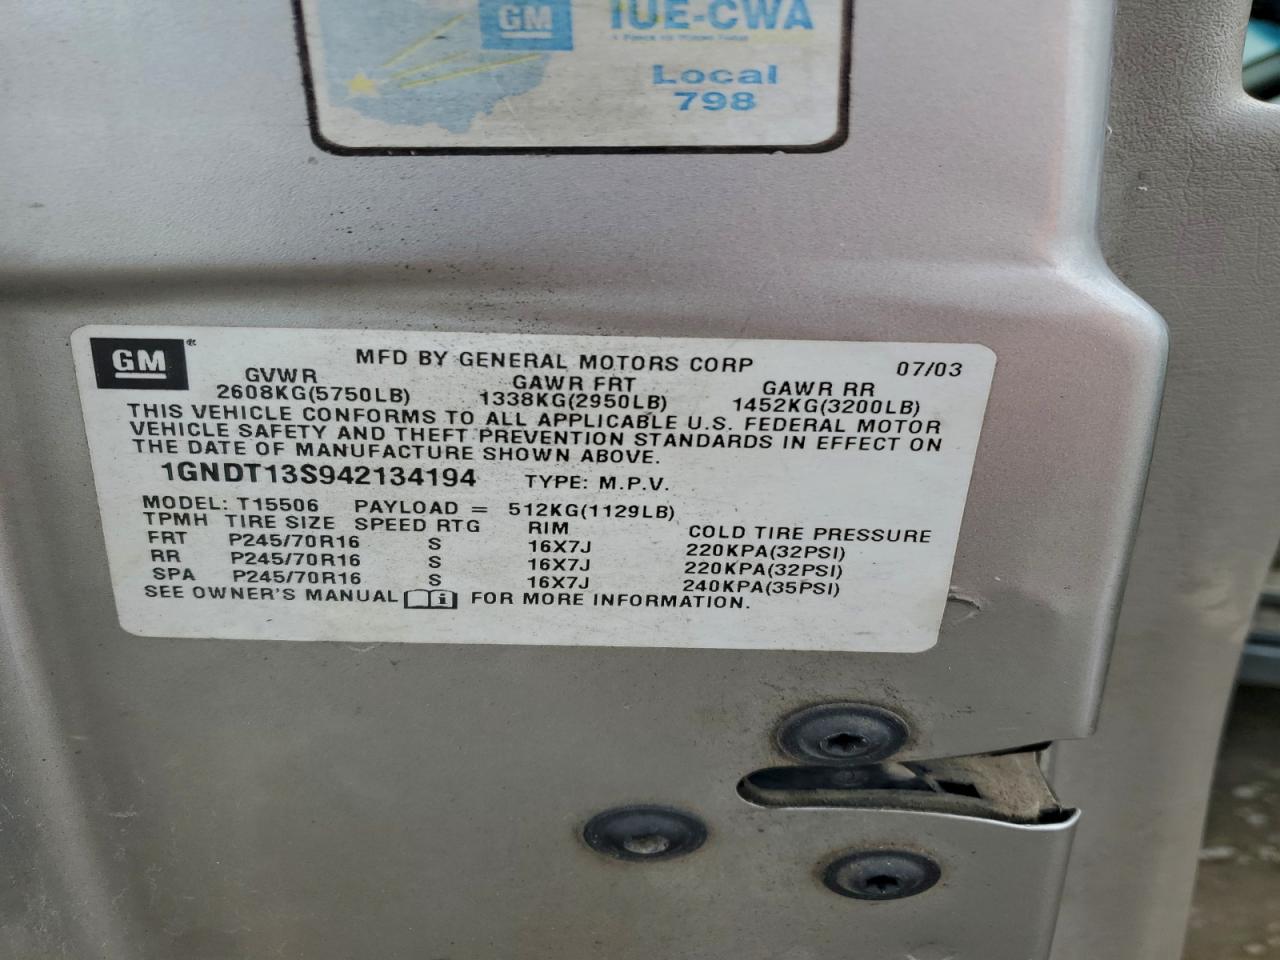 GM IUE-CWA
Local
798
GM
MFD BY GENERAL MOTORS CORP 07/03
GVWR GAWR FRT GAWR RR
2608KG(5750LB) 1338KG(2950LB) 1452KG(3200LB)
THIS VEHICLE CONFORMS TO ALL APPLICABLE U.S. FEDERAL MOTOR
VEHICLE SAFETY AND THEFT PREVENTION STANDARDS IN EFFECT ON
THE DATE OF MANUFACTURE SHOWN ABOVE.
1GNDT13S942134194 TYPE: M.P.V.
MODEL: T15506 PAYLOAD = 512KG(1129LB)
TPMH TIRE SIZE SPEED RTG RIM COLD TIRE PRESSURE
FRT P245/70R16 S 16X7J 220KPA(32PSI)
RR P245/70R16 S 16X7J 220KPA(32PSI)
SPA P245/70R16 S 16X7J 240KPA(35PSI)
SEE OWNER'S MANUAL i FOR MORE INFORMATION.